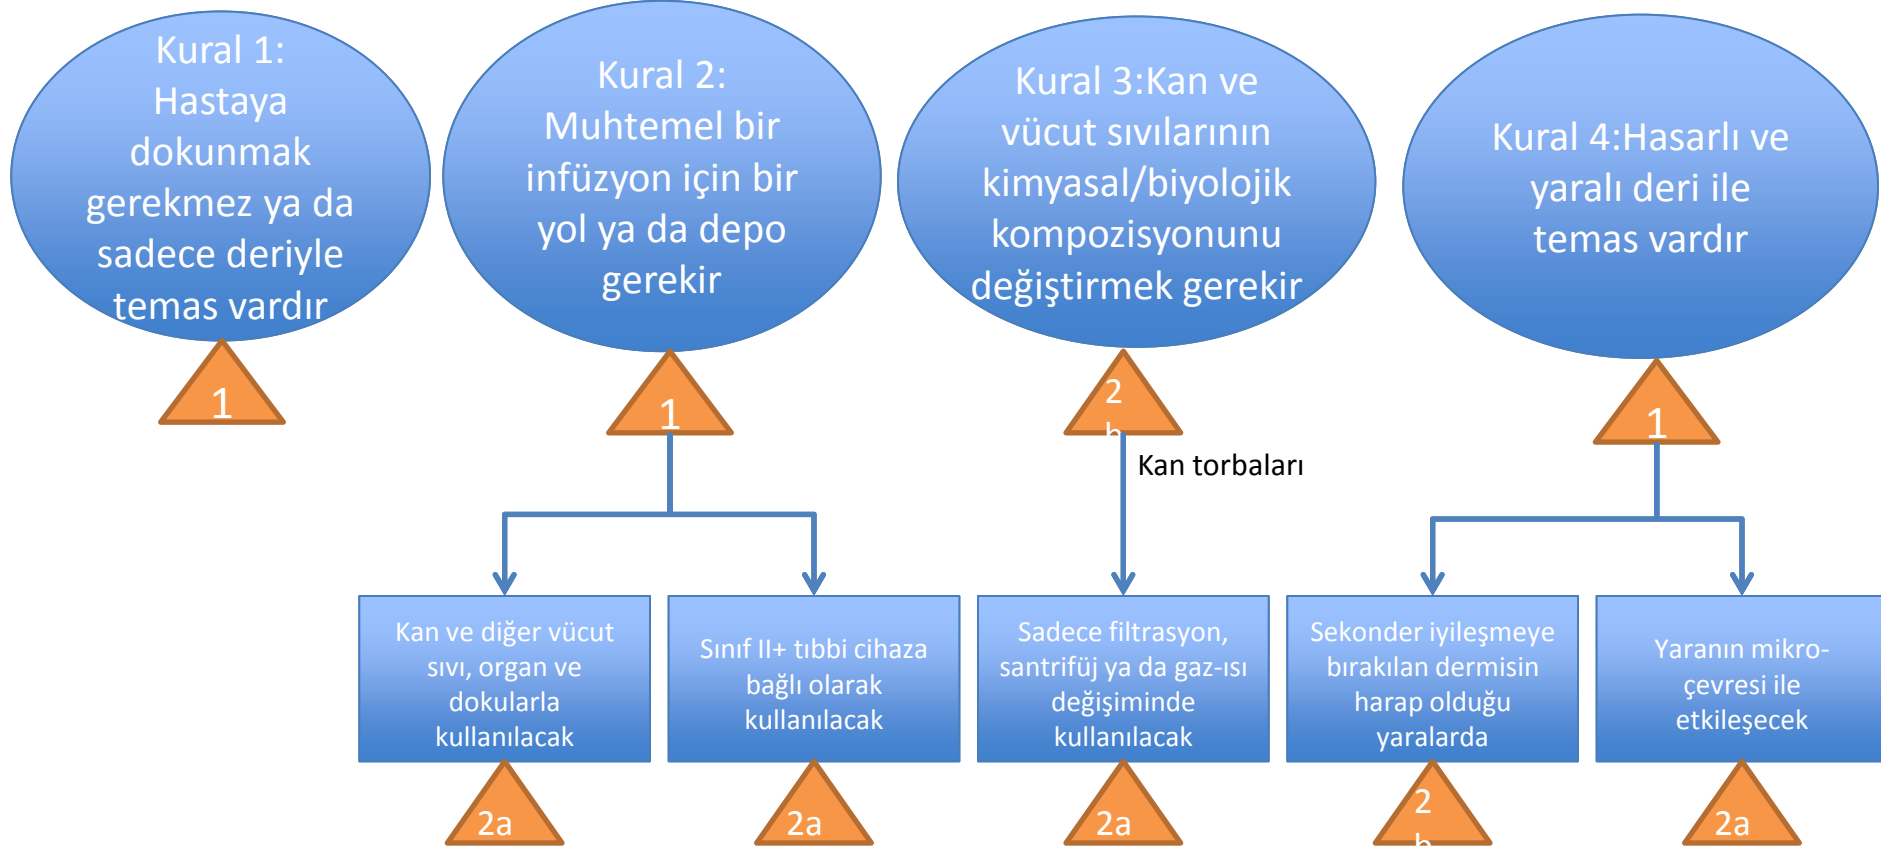 Kural 1:
Hastaya
dokunmak
gerekmez ya da
sadece deriyle
temas vardır
1
Kural 2:
Muhtemel bir
infüzyon için bir
yol ya da depo
gerekir
1
Kural 3:Kan ve
vücut sıvılarının
kimyasal/biyolojik
kompozisyonunu
değiştirmek gerekir
2
b
Kan torbaları
Kural 4:Hasarlı ve
yaralı deri ile
temas vardır
1
Kan ve diğer vücut
sıvı, organ ve
dokularla
kullanılacak
2a
Sınıf II+ tıbbi cihaza
bağlı olarak
kullanılacak
2a
Sadece filtrasyon,
santrifüj ya da gaz-ısı
değişiminde
kullanılacak
2a
Sekonder iyileşmeye
bırakılan dermisin
harap olduğu
yaralarda
2
b
Yaranın mikro-
çevresi ile
etkileşecek
2a